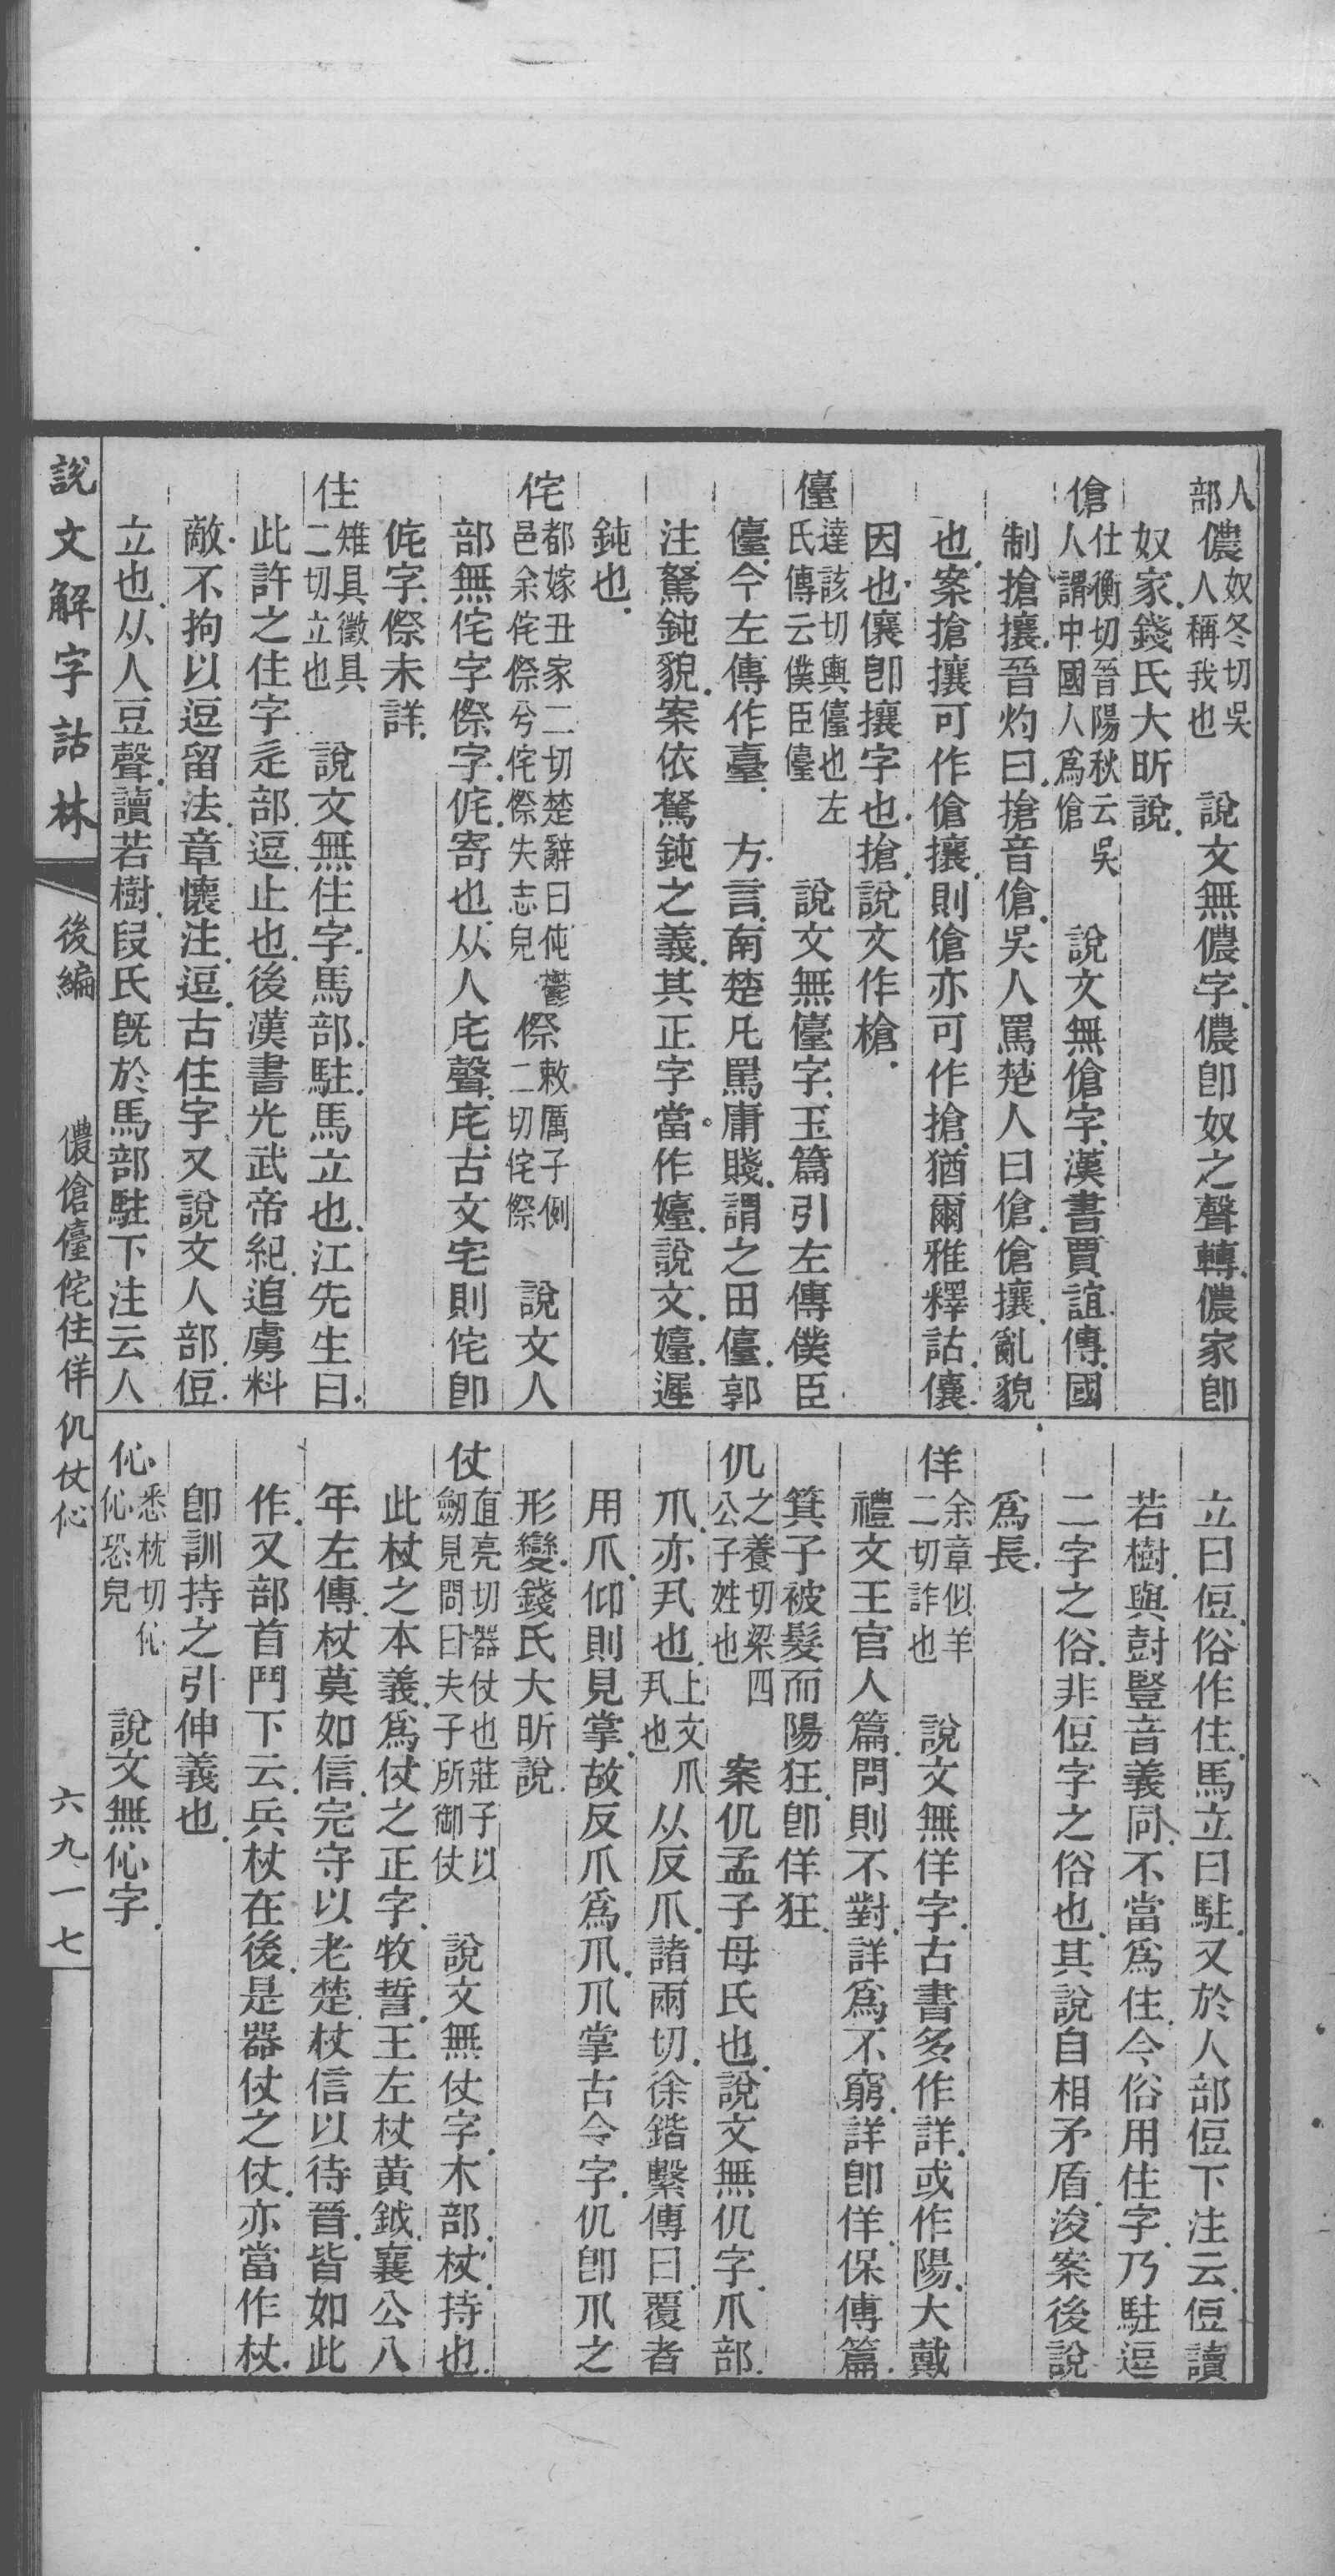 人部
儂奴冬切吳人稱我也 說文無儂字.儂卽奴之聲轉.儂家卽
奴家.錢氏大昕說.
傖仕衡切晉陽秋云吳人謂中國人爲傖 說文無傖字.漢書賈誼傳.國
制搶攘.晉灼曰.搶音傖.吳人罵楚人曰傖.傖攘.亂貌
也.案搶攘可作傖攘.則傖亦可作搶.猶爾雅釋詁.儴.
因也.儴卽攘字也.搶.說文作槍.
儓達該切輿儓也左氏傳云僕臣儓 說文無儓字.玉篇引左傳僕臣
儓.今左傳作臺. 方言.南楚凡罵庸賤.謂之田儓.郭
注.駑鈍貌.案依駑鈍之義.其正字當作嬯.說文.嬯.遲
鈍也.
侘都嫁丑家二切楚辭曰忳鬱邑余侘傺兮侘傺失志皃 傺敕厲子例二切侘傺 說文人
部無侘字傺字.侂.寄也.从人庑聲.庑.古文宅則侘卽
侂字.傺未詳.
住雉具徵具二切立也 說文無住字.馬部.駐.馬立也.江先生曰.
此許之住字.辵部.逗.止也.後漢書光武帝紀.追虜料
敵.不拘以逗留法.章懷注.逗.古住字.又說文人部.侸.
立也.从人豆聲.讀若樹.段氏旣於馬部駐下注云.人
立曰侸.俗作住.馬立曰駐.又於人部侸下注云.侸讀
若樹.與尌豎音義同.不當爲住.今俗用住字.乃駐逗
二字之俗.非侸字之俗也.其說自相矛盾.浚案後說
爲長.
佯余章似羊二切詐也 說文無佯字.古書多作詳.或作陽.大戴
禮文王官人篇.問則不對.詳爲不窮.詳卽佯.保傅篇.
箕子被髮而陽狂.卽佯狂.
仉之養切梁四公子姓也 案仉孟子母氏也.說文無仉字.爪部.
爪.亦丮也.上文爪丮也 从反爪.諸兩切.徐鍇繫傳曰.覆者
用爪.仰則見掌.故反爪爲爪.爪掌古今字.仉卽爪之
形變.錢氏大昕說.
仗直亮切器仗也莊子以劒見問曰夫子所御仗 說文無仗字.木部.杖.持也.
此杖之本義.爲仗之正字.牧誓.王左杖黃鉞.襄公八
年左傳.杖莫如信.完守以老楚.杖信以待晉.皆如此
作.又部首鬥下云.兵杖在後.是器仗之仗.亦當作杖.
卽訓持之引伸義也.
伈悉枕切伈伈恐皃 說文無伈字.
說文解字詁林
後編
儂傖儓侘住佯仉仗伈
六九一七